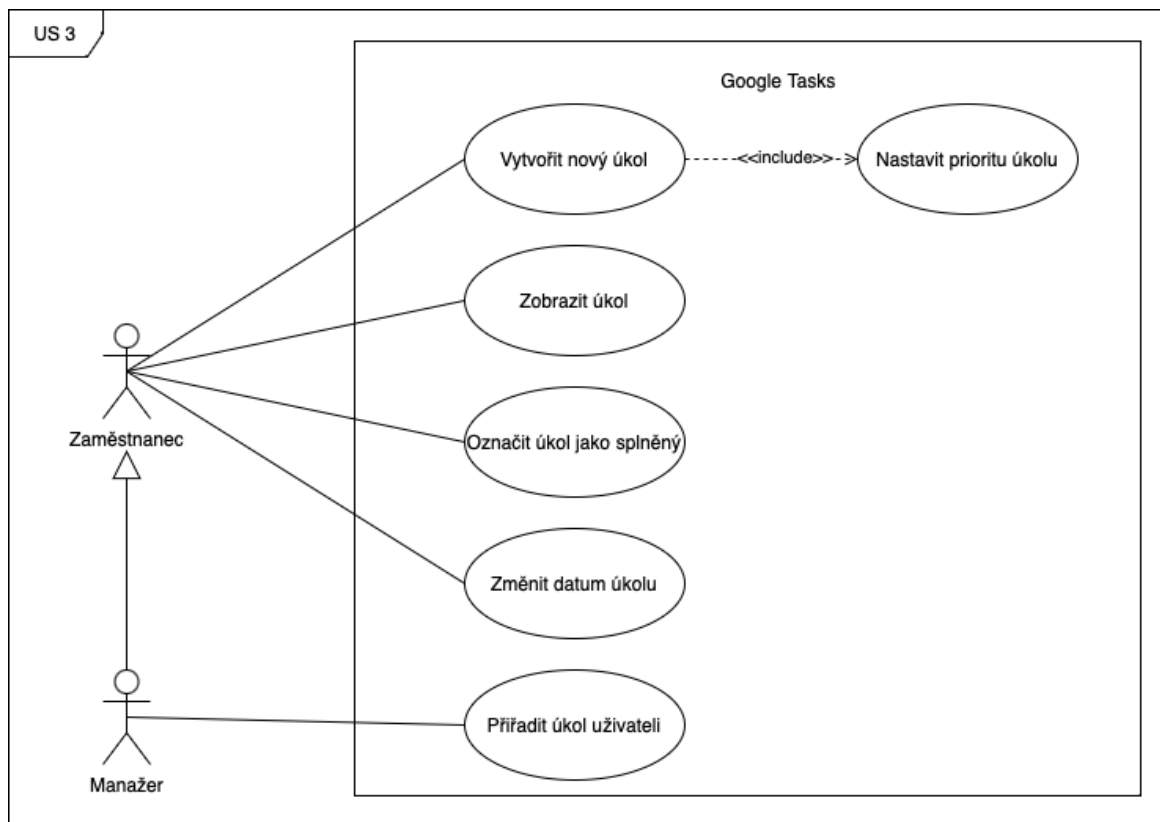 US 3
Google Tasks
Vytvořit nový úkol
<<include>>
Nastavit prioritu úkolu
Zobrazit úkol
Zaměstnanec
Označit úkol jako splněný
Změnit datum úkolu
Přiřadit úkol uživateli
Manažer